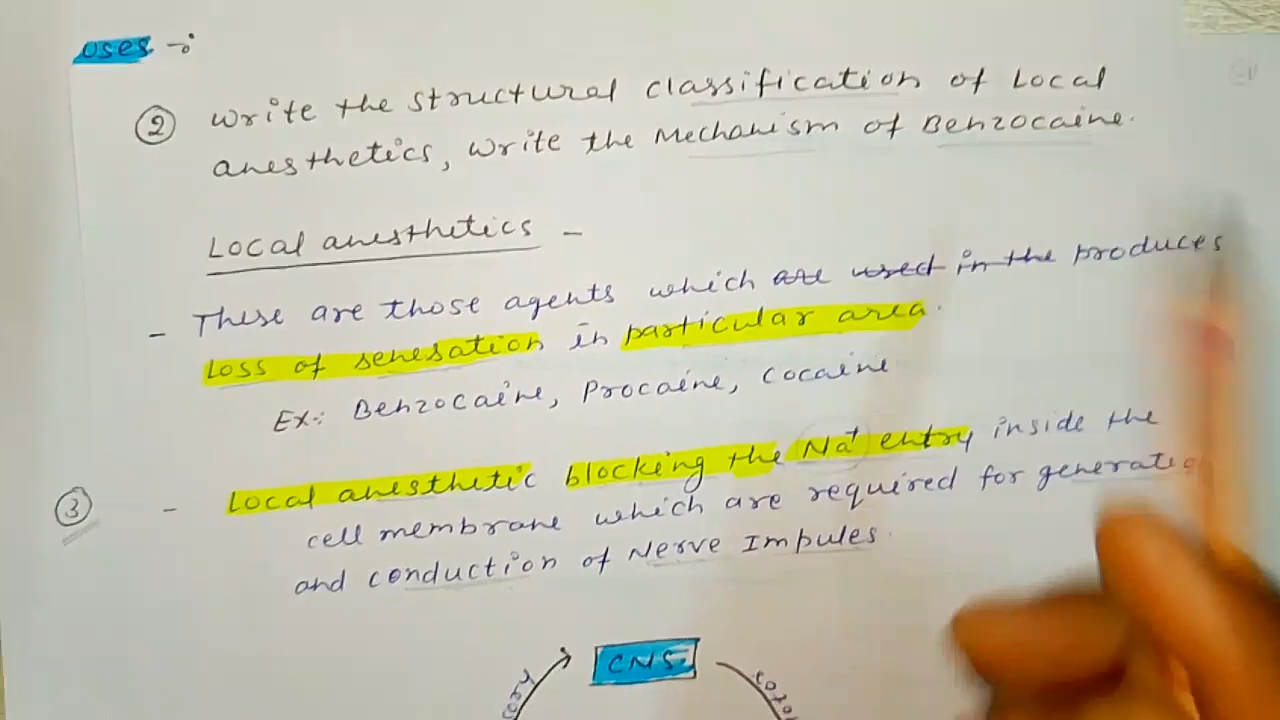 Uses -:
② Write the structural classification of Local
anesthetics, Write the Mechanism of Benzocaine.
Local anesthetics -
- These are those agents which are used in the produces
Loss of senesation in particular area.
Ex:- Benzocaine, Procaine, Cocaine
③ - Local anesthetic blocking the Na+ entry inside the
cell membrane which are required for generatio
and conduction of Nerve Impules.
CNS.